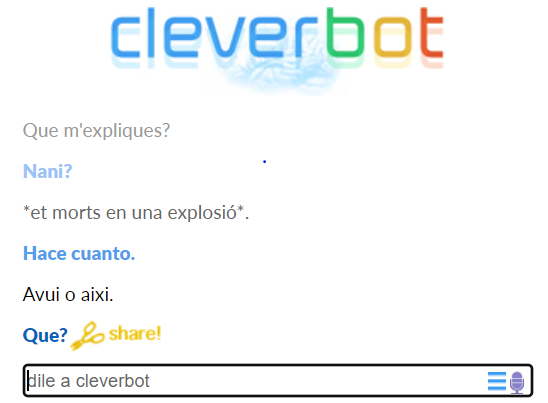 cleverbot
Que m'expliques?
Nani?
*et morts en una explosió*.
Hace cuanto.
Avui o aixi.
Que? share!
dile a cleverbot